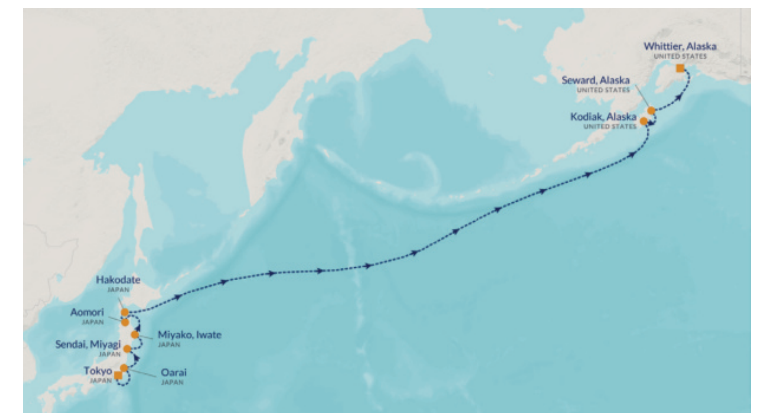 Whittier, Alaska
UNITED STATES
Seward, Alaska
UNITED STATES
Kodiak, Alaska
UNITED STATES
Hakodate
JAPAN
Aomori
JAPAN
Miyako, Iwate
JAPAN
Sendai, Miyagi
JAPAN
Tokyo
JAPAN
Oarai
JAPAN